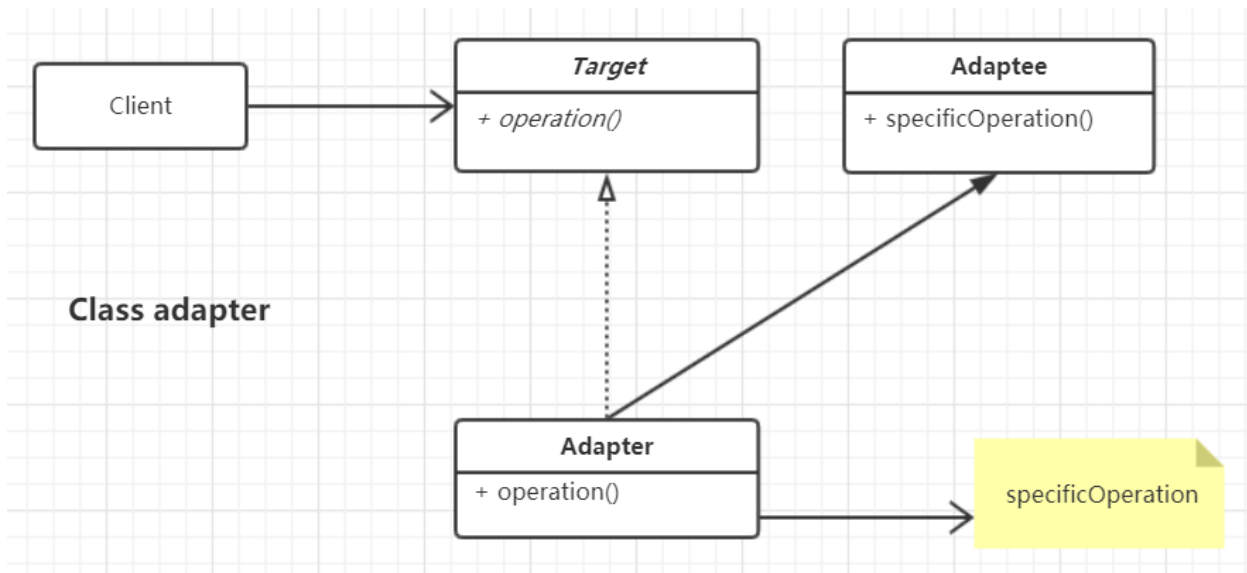 Target
Adaptee
Client
+ operation()
+ specificOperation()
Class adapter
Adapter
+ operation()
specificOperation